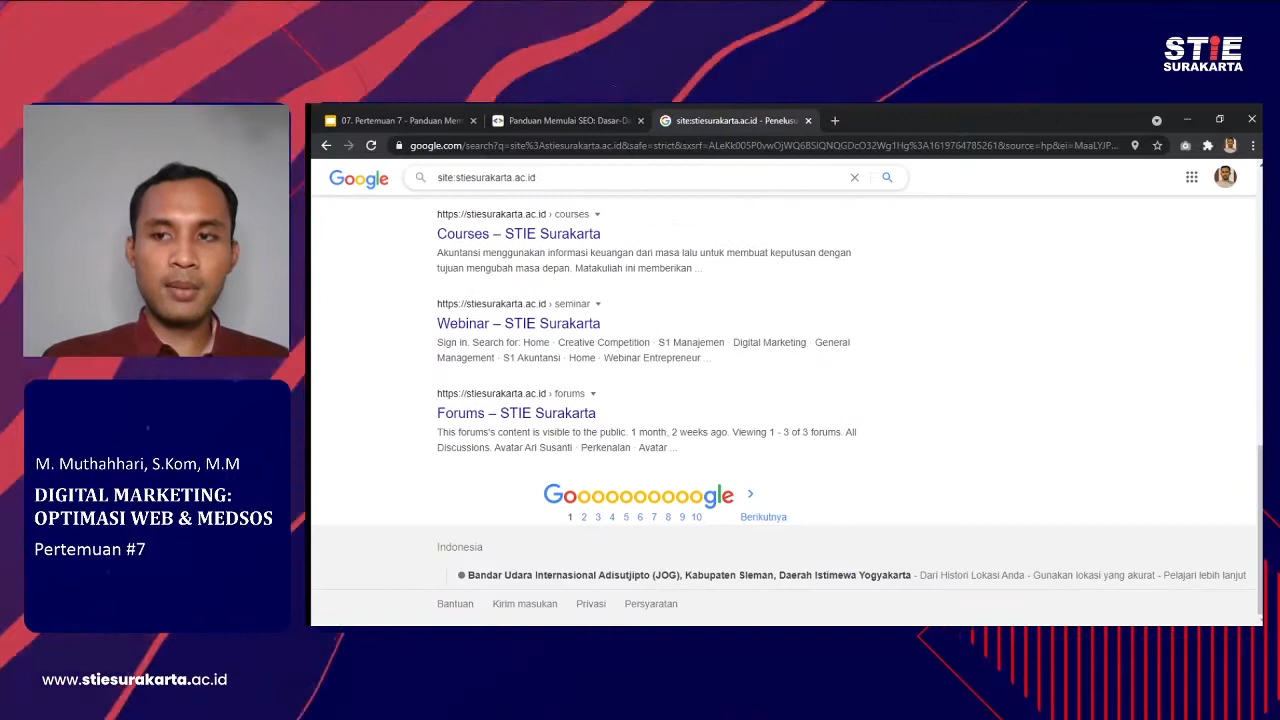 STIE
SURAKARTA
07. Pertemuan 7 - Panduan Mem
Panduan Memulai SEO: Dasar-Da
site:stiesurakarta.ac.id - Penelusu
Google
site:stiesurakarta.ac.id
https://stiesurakarta.ac.id › courses
Courses – STIE Surakarta
Akuntansi menggunakan informasi keuangan dari masa lalu untuk membuat keputusan dengan
tujuan mengubah masa depan. Matakuliah ini memberikan ...
https://stiesurakarta.ac.id › seminar
Webinar – STIE Surakarta
Sign in. Search for: Home · Creative Competition · S1 Manajemen · Digital Marketing · General
Management · S1 Akuntansi · Home · Webinar Entrepreneur ...
https://stiesurakarta.ac.id › forums
Forums – STIE Surakarta
This forums's content is visible to the public. 1 month, 2 weeks ago. Viewing 1 - 3 of 3 forums. All
Discussions. Avatar Ari Susanti · Perkenalan · Avatar ...
Goooooooooogle >
1 2 3 4 5 6 7 8 9 10 Berikutnya
Indonesia
Bandar Udara Internasional Adisutjipto (JOG), Kabupaten Sleman, Daerah Istimewa Yogyakarta - Dari Histori Lokasi Anda - Gunakan lokasi yang akurat - Pelajari lebih lanjut
Bantuan Kirim masukan Privasi Persyaratan
M. Muthahhari, S.Kom, M.M
DIGITAL MARKETING:
OPTIMASI WEB & MEDSOS
Pertemuan #7
www.stiesurakarta.ac.id